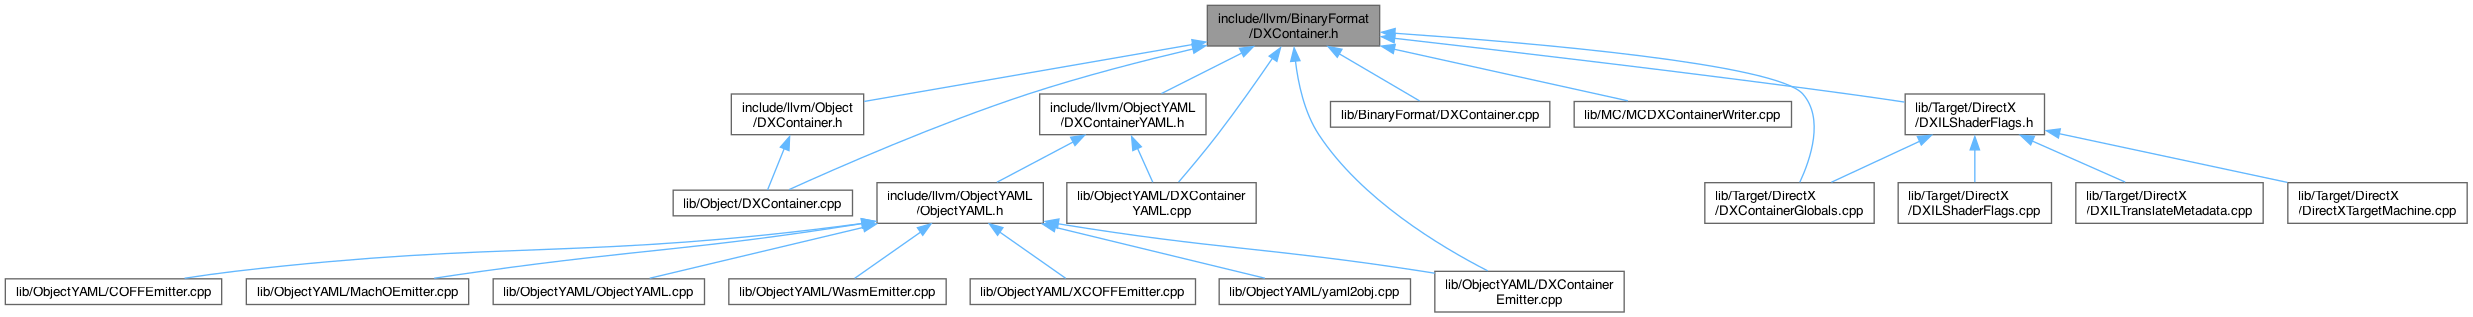 include/llvm/BinaryFormat
/DXContainer.h
include/llvm/Object
/DXContainer.h
include/llvm/ObjectYAML
/DXContainerYAML.h
lib/BinaryFormat/DXContainer.cpp
lib/MC/MCDXContainerWriter.cpp
lib/Target/DirectX
/DXILShaderFlags.h
lib/Object/DXContainer.cpp
include/llvm/ObjectYAML
/ObjectYAML.h
lib/ObjectYAML/DXContainer
YAML.cpp
lib/Target/DirectX
/DXContainerGlobals.cpp
lib/Target/DirectX
/DXILShaderFlags.cpp
lib/Target/DirectX
/DXILTranslateMetadata.cpp
lib/Target/DirectX
/DirectXTargetMachine.cpp
lib/ObjectYAML/COFFEmitter.cpp
lib/ObjectYAML/MachOEmitter.cpp
lib/ObjectYAML/ObjectYAML.cpp
lib/ObjectYAML/WasmEmitter.cpp
lib/ObjectYAML/XCOFFEmitter.cpp
lib/ObjectYAML/yaml2obj.cpp
lib/ObjectYAML/DXContainer
Emitter.cpp